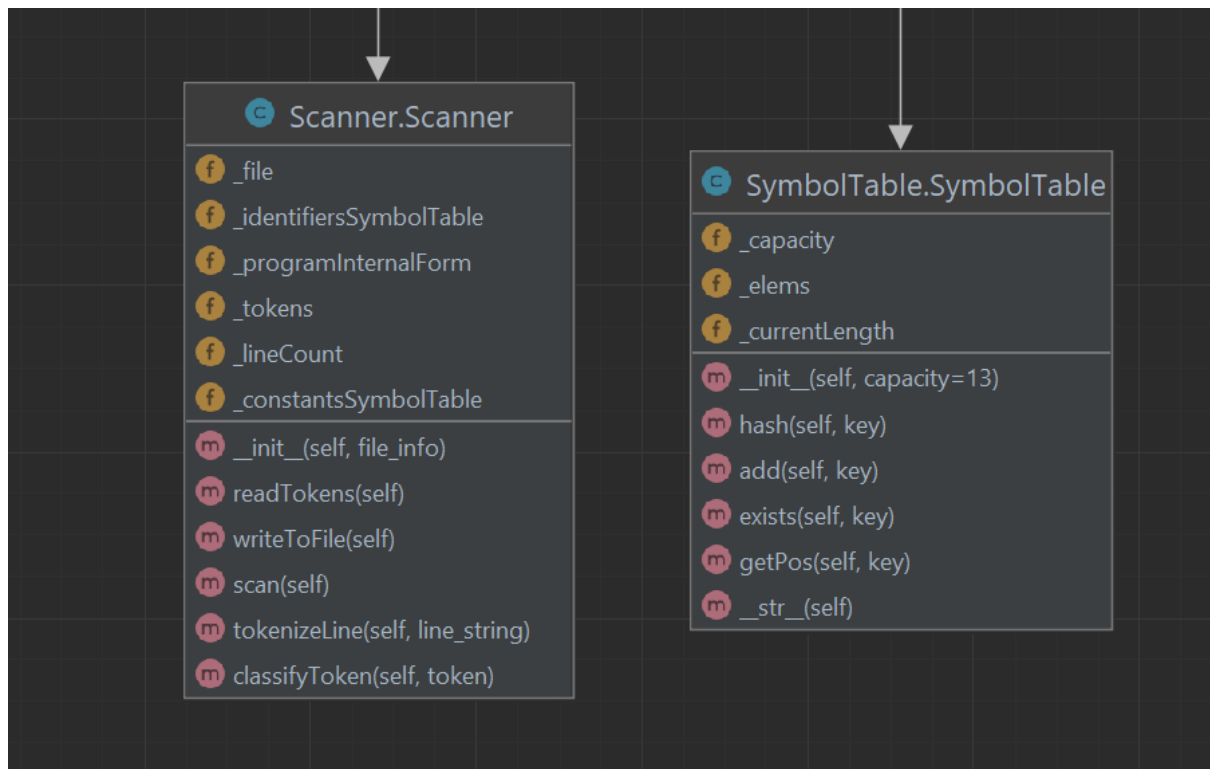 Scanner.Scanner
_file
_identifiersSymbolTable
_programInternalForm
_tokens
_lineCount
_constantsSymbolTable
__init__(self, file_info)
readTokens(self)
writeToFile(self)
scan(self)
tokenizeLine(self, line_string)
classifyToken(self, token)
SymbolTable.SymbolTable
_capacity
_elems
_currentLength
__init__(self, capacity=13)
hash(self, key)
add(self, key)
exists(self, key)
getPos(self, key)
__str__(self)